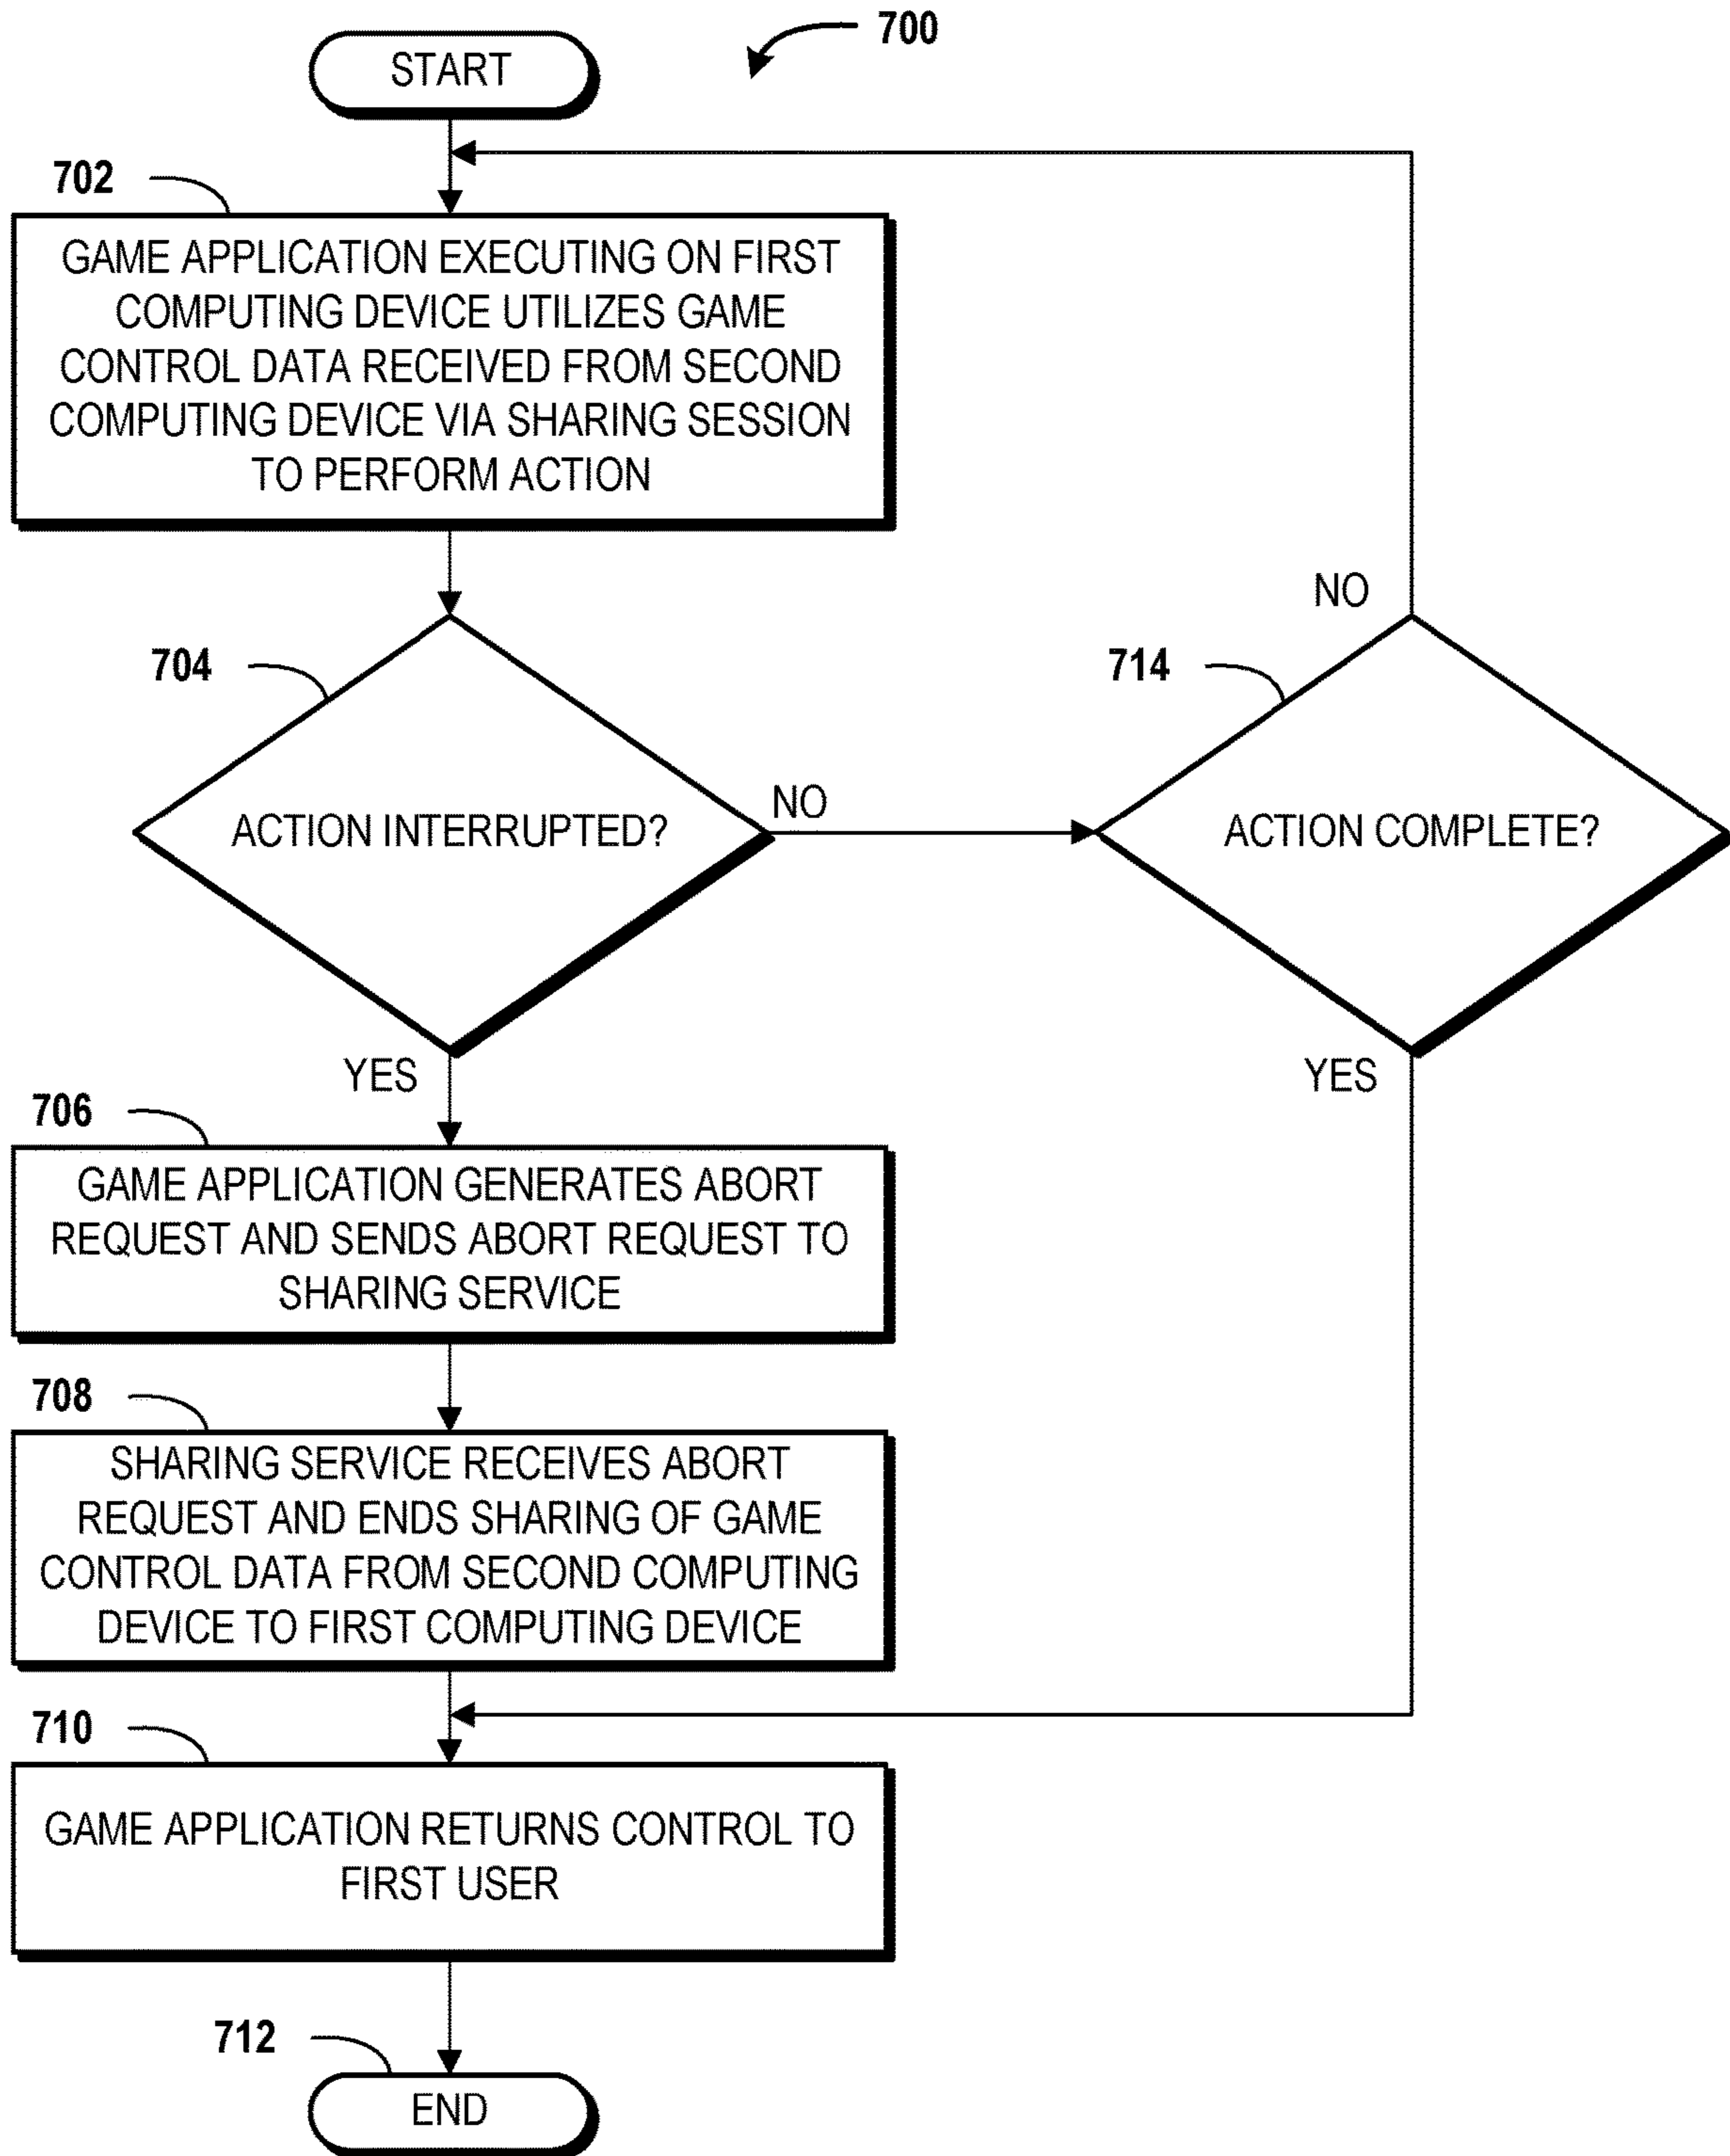 700
START
702
GAME APPLICATION EXECUTING ON FIRST
COMPUTING DEVICE UTILIZES GAME
CONTROL DATA RECEIVED FROM SECOND
COMPUTING DEVICE VIA SHARING SESSION
TO PERFORM ACTION
704
ACTION INTERRUPTED?
NO
YES
714
ACTION COMPLETE?
NO
YES
706
GAME APPLICATION GENERATES ABORT
REQUEST AND SENDS ABORT REQUEST TO
SHARING SERVICE
708
SHARING SERVICE RECEIVES ABORT
REQUEST AND ENDS SHARING OF GAME
CONTROL DATA FROM SECOND COMPUTING
DEVICE TO FIRST COMPUTING DEVICE
710
GAME APPLICATION RETURNS CONTROL TO
FIRST USER
712
END